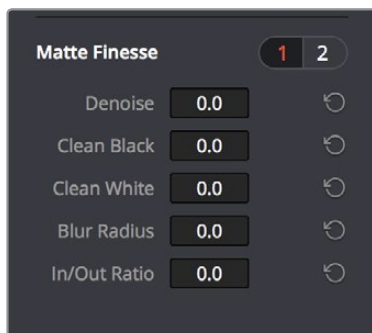 Matte Finesse 1 2
Denoise 0.0
Clean Black 0.0
Clean White 0.0
Blur Radius 0.0
In/Out Ratio 0.0